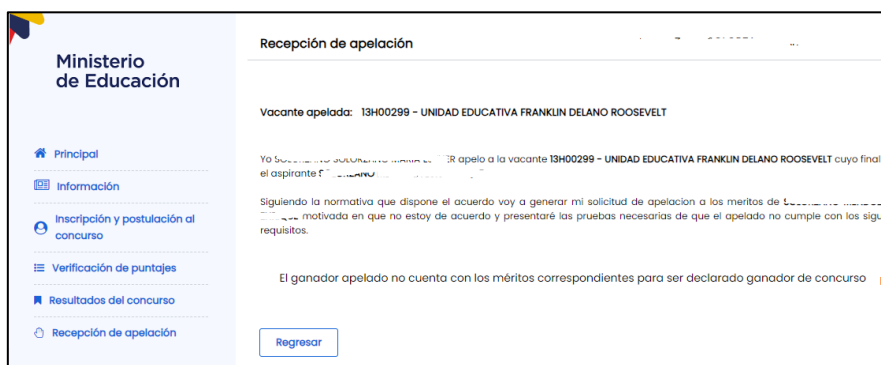 Ministerio
de Educación
Principal
Información
Inscripción y postulación al
concurso
Verificación de puntajes
Resultados del concurso
Recepción de apelación
Recepción de apelación
Vacante apelada: 13H00299 - UNIDAD EDUCATIVA FRANKLIN DELANO ROOSEVELT
Yo apelo a la vacante 13H00299 - UNIDAD EDUCATIVA FRANKLIN DELANO ROOSEVELT cuyo final
el aspirante
Siguiendo la normativa que dispone el acuerdo voy a generar mi solicitud de apelacion a los meritos de
motivada en que no estoy de acuerdo y presentaré las pruebas necesarias de que el apelado no cumple con los sigu
requisitos.
El ganador apelado no cuenta con los méritos correspondientes para ser declarado ganador de concurso
Regresar